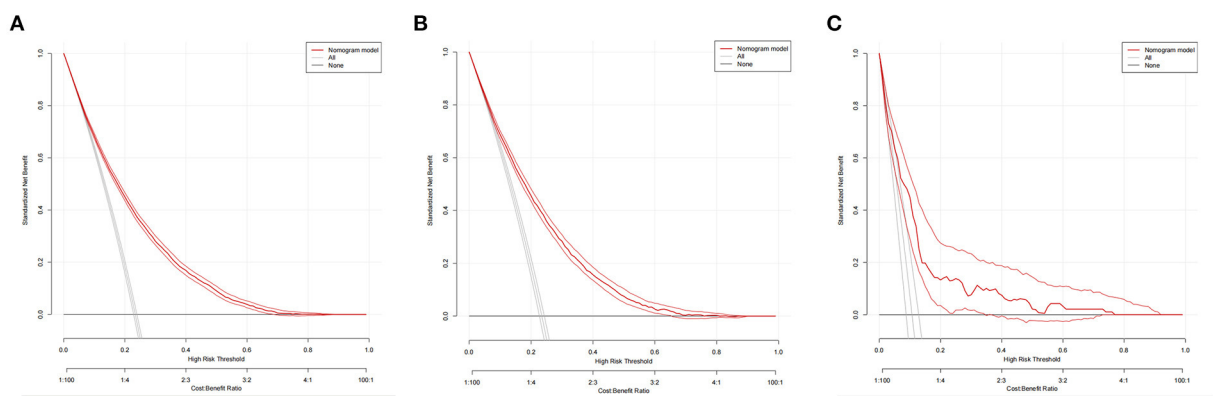 A
Nomogram model
All
None
Standardized Net Benefit
1.0
0.8
0.6
0.4
0.2
0.0
0.0 0.2 0.4 0.6 0.8 1.0
High Risk Threshold
1:100 1:4 2:3 3:2 4:1 100:1
Cost:Benefit Ratio
B
Nomogram model
All
None
Standardized Net Benefit
1.0
0.8
0.6
0.4
0.2
0.0
0.0 0.2 0.4 0.6 0.8 1.0
High Risk Threshold
1:100 1:4 2:3 3:2 4:1 100:1
Cost:Benefit Ratio
C
Nomogram model
All
None
Standardized Net Benefit
1.0
0.8
0.6
0.4
0.2
0.0
0.0 0.2 0.4 0.6 0.8 1.0
High Risk Threshold
1:100 1:4 2:3 3:2 4:1 100:1
Cost:Benefit Ratio